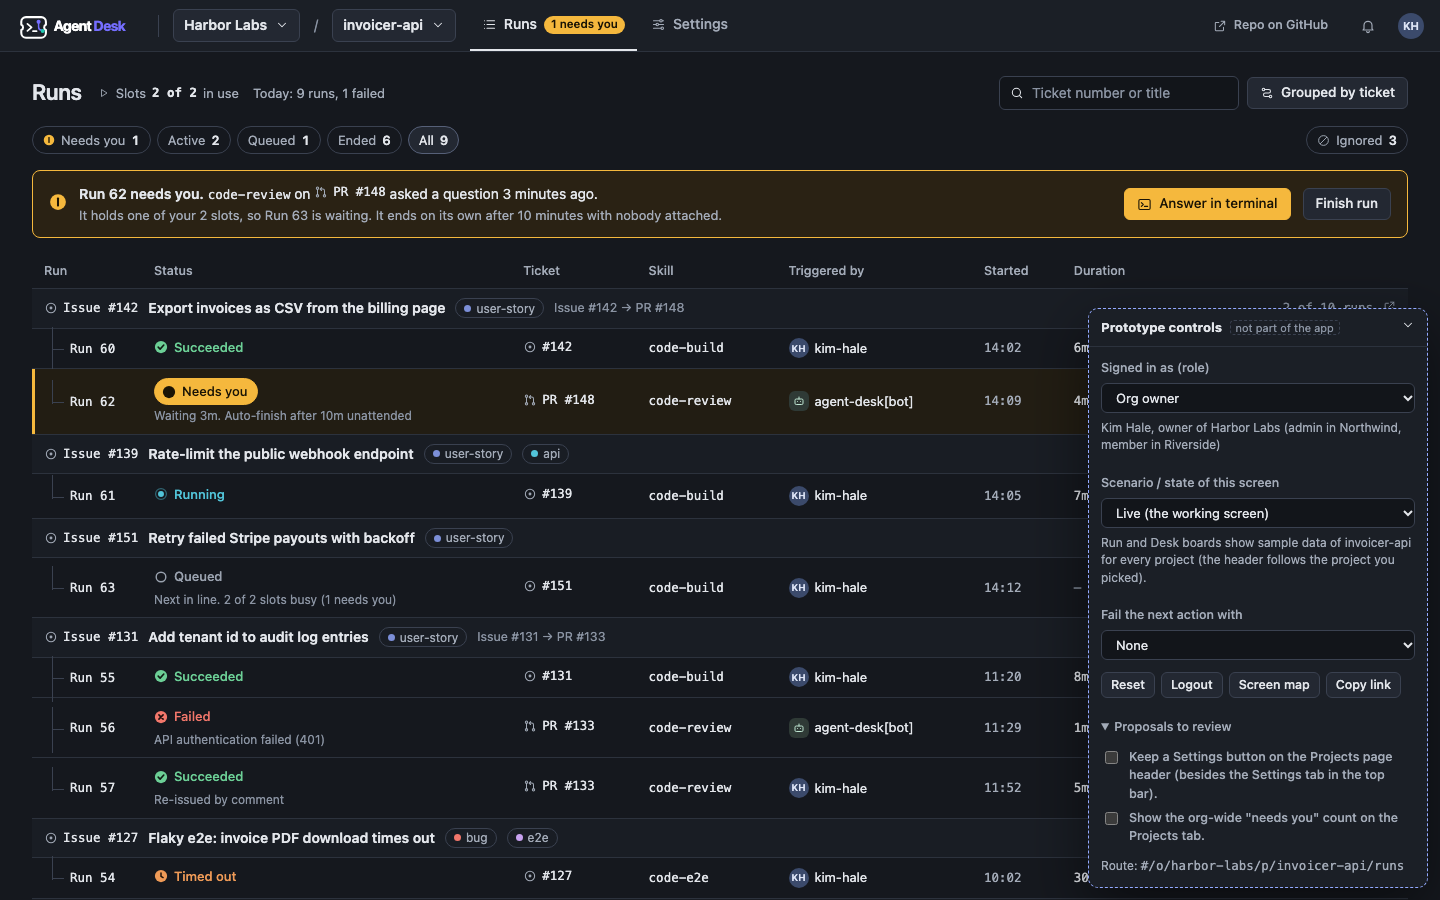 AgentDesk
Harbor Labs / invoicer-api
Runs 1 needs you Settings
Repo on GitHub KH
Runs Slots 2 of 2 in use Today: 9 runs, 1 failed
Ticket number or title
Grouped by ticket
Needs you 1 Active 2 Queued 1 Ended 6 All 9
Ignored 3
Run 62 needs you. code-review on PR #148 asked a question 3 minutes ago.
It holds one of your 2 slots, so Run 63 is waiting. It ends on its own after 10 minutes with nobody attached.
Answer in terminal Finish run
Run Status Ticket Skill Triggered by Started Duration
Issue #142 Export invoices as CSV from the billing page user-story Issue #142 → PR #148 2 of 10 runs
Run 60 Succeeded #142 code-build KH kim-hale 14:02 6m
Run 62 Needs you PR #148 code-review agent-desk[bot] 14:09 4m
Waiting 3m. Auto-finish after 10m unattended
Issue #139 Rate-limit the public webhook endpoint user-story api
Run 61 Running #139 code-build KH kim-hale 14:05 7m
Issue #151 Retry failed Stripe payouts with backoff user-story
Run 63 Queued #151 code-build KH kim-hale 14:12 –
Next in line. 2 of 2 slots busy (1 needs you)
Issue #131 Add tenant id to audit log entries user-story Issue #131 → PR #133
Run 55 Succeeded #131 code-build KH kim-hale 11:20 8m
Run 56 Failed PR #133 code-review agent-desk[bot] 11:29 1m
API authentication failed (401)
Run 57 Succeeded PR #133 code-review KH kim-hale 11:52 5m
Re-issued by comment
Issue #127 Flaky e2e: invoice PDF download times out bug e2e
Run 54 Timed out #127 code-e2e KH kim-hale 10:02 30
Prototype controls not part of the app
Signed in as (role)
Org owner
Kim Hale, owner of Harbor Labs (admin in Northwind,
member in Riverside)
Scenario / state of this screen
Live (the working screen)
Run and Desk boards show sample data of invoicer-api
for every project (the header follows the project you
picked).
Fail the next action with
None
Reset Logout Screen map Copy link
▼ Proposals to review
Keep a Settings button on the Projects page
header (besides the Settings tab in the top
bar).
Show the org-wide "needs you" count on the
Projects tab.
Route: #/o/harbor-labs/p/invoicer-api/runs